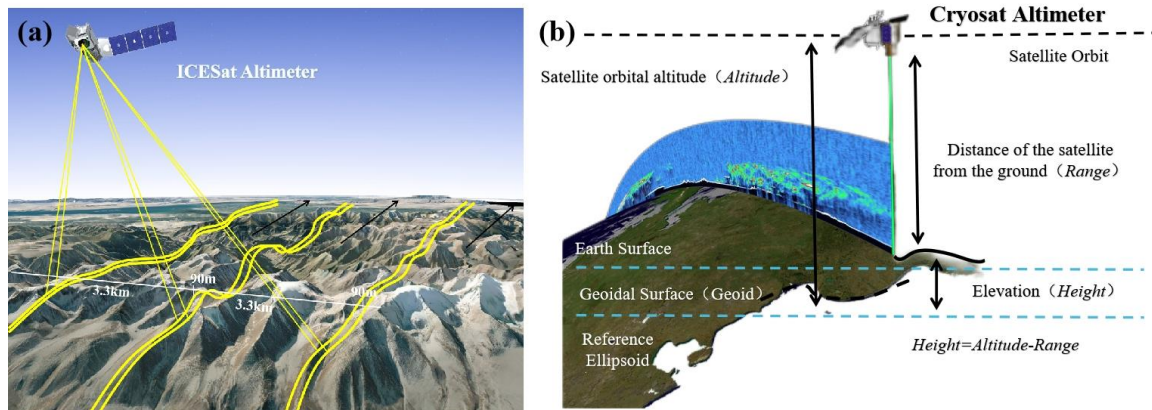 (a)
ICESat Altimeter
90m
3.3km
3.3km
90m
(b)
Cryosat Altimeter
Satellite orbital altitude（Altitude）
Satellite Orbit
Distance of the satellite
from the ground（Range）
Earth Surface
Geoidal Surface (Geoid)
Elevation（Height）
Reference
Ellipsoid
Height=Altitude-Range